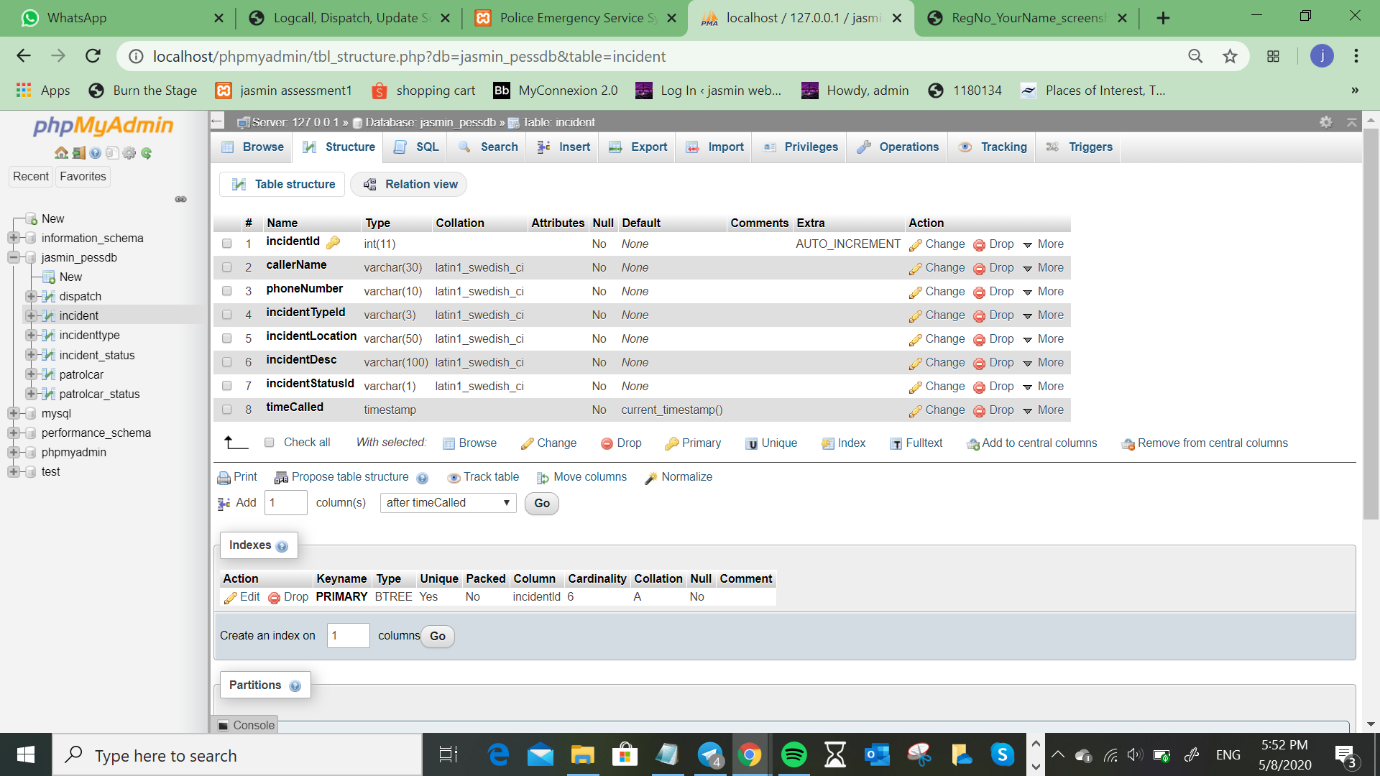 WhatsApp
Logcall, Dispatch, Update S
Police Emergency Service Sy
localhost / 127.0.0.1 / jasmi
RegNo_YourName_screensh
localhost/phpmyadmin/tbl_structure.php?db=jasmin_pessdb&table=incident
j
Apps Burn the Stage jasmin assessment1 shopping cart Bb MyConnexion 2.0 Log In ‹ jasmin web... Howdy, admin 1180134 Places of Interest, T... »
phpMyAdmin
Recent Favorites
New
information_schema
jasmin_pessdb
New
dispatch
incident
incidenttype
incident_status
patrolcar
patrolcar_status
mysql
performance_schema
phpmyadmin
test
Server: 127.0.0.1 » Database: jasmin_pessdb » Table: incident
Browse Structure SQL Search Insert Export Import Privileges Operations Tracking Triggers
Table structure Relation view
# Name Type Collation Attributes Null Default Comments Extra Action
1 incidentId int(11) No None AUTO_INCREMENT Change Drop More
2 callerName varchar(30) latin1_swedish_ci No None Change Drop More
3 phoneNumber varchar(10) latin1_swedish_ci No None Change Drop More
4 incidentTypeId varchar(3) latin1_swedish_ci No None Change Drop More
5 incidentLocation varchar(50) latin1_swedish_ci No None Change Drop More
6 incidentDesc varchar(100) latin1_swedish_ci No None Change Drop More
7 incidentStatusId varchar(1) latin1_swedish_ci No None Change Drop More
8 timeCalled timestamp No current_timestamp() Change Drop More
Check all With selected: Browse Change Drop Primary Unique Index Fulltext Add to central columns Remove from central columns
Print Propose table structure Track table Move columns Normalize
Add 1 column(s) after timeCalled Go
Indexes
Action Keyname Type Unique Packed Column Cardinality Collation Null Comment
Edit Drop PRIMARY BTREE Yes No incidentId 6 A No
Create an index on 1 columns Go
Partitions
Console
Type here to search
4
ENG
5:52 PM
5/8/2020
3